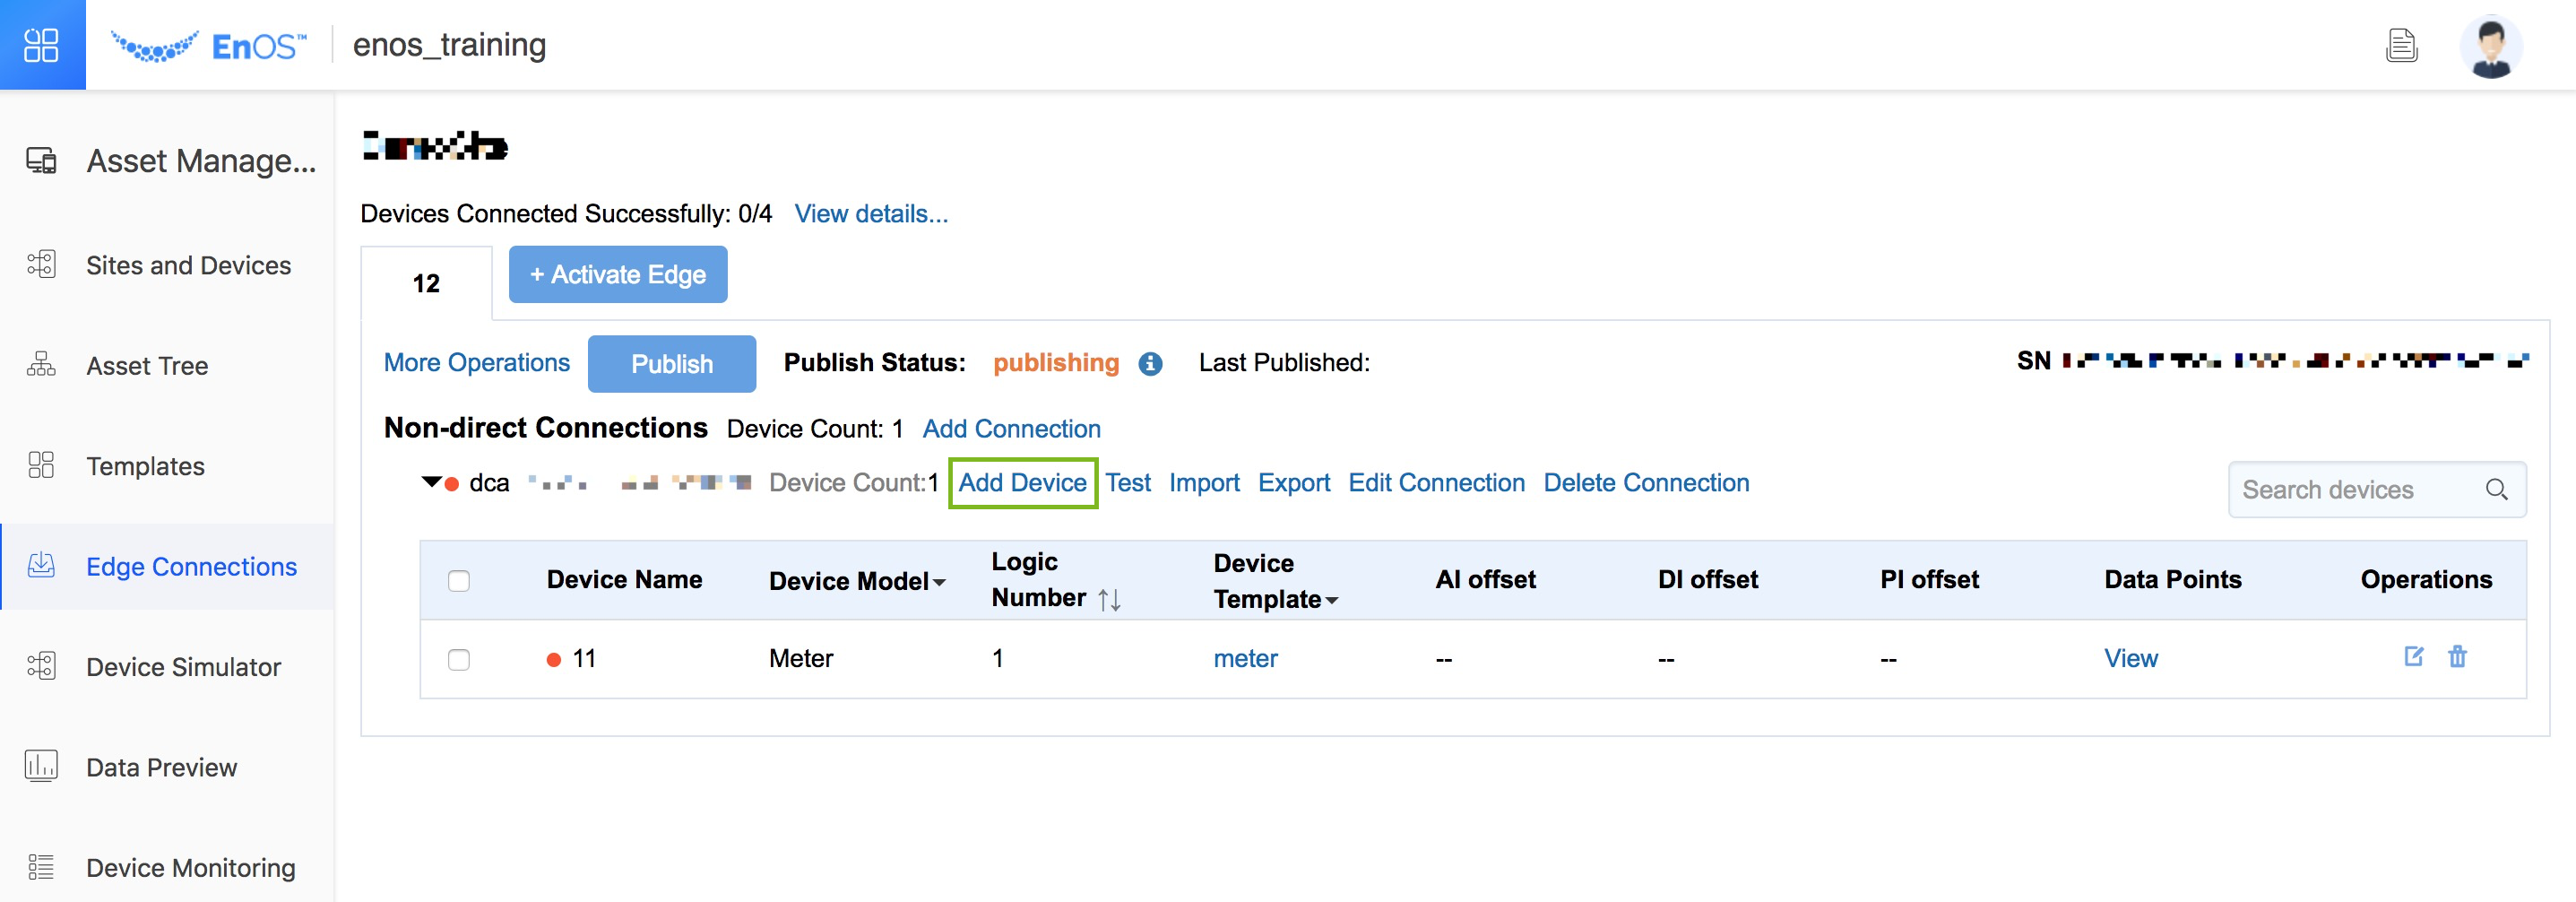 EnOS™ enos_training
Asset Manage...
Sites and Devices
Asset Tree
Templates
Edge Connections
Device Simulator
Data Preview
Device Monitoring
Devices Connected Successfully: 0/4 View details...
12 + Activate Edge
More Operations Publish Publish Status: publishing Last Published: SN
Non-direct Connections Device Count: 1 Add Connection
dca Device Count:1 Add Device Test Import Export Edit Connection Delete Connection Search devices
Device Name Device Model Logic Number Device Template AI offset DI offset PI offset Data Points Operations
11 Meter 1 meter -- -- -- View